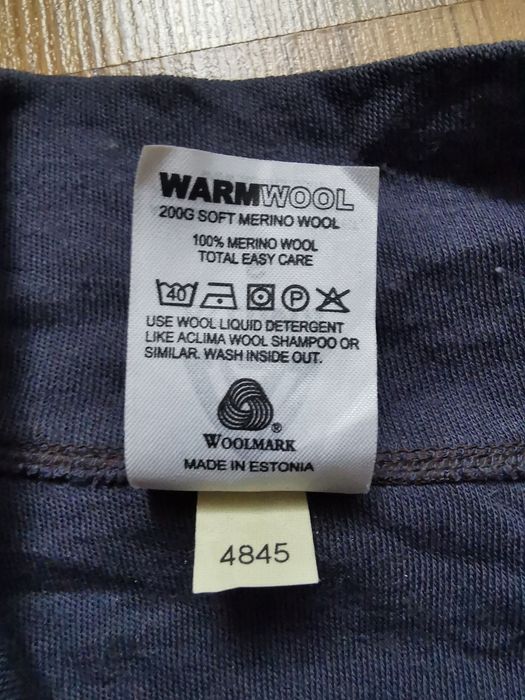 WARMWOOL
200G SOFT MERINO WOOL
100% MERINO WOOL
TOTAL EASY CARE
40 P
USE WOOL LIQUID DETERGENT
LIKE ACLIMA WOOL SHAMPOO OR
SIMILAR. WASH INSIDE OUT.
®
WOOLMARK
MADE IN ESTONIA
4845